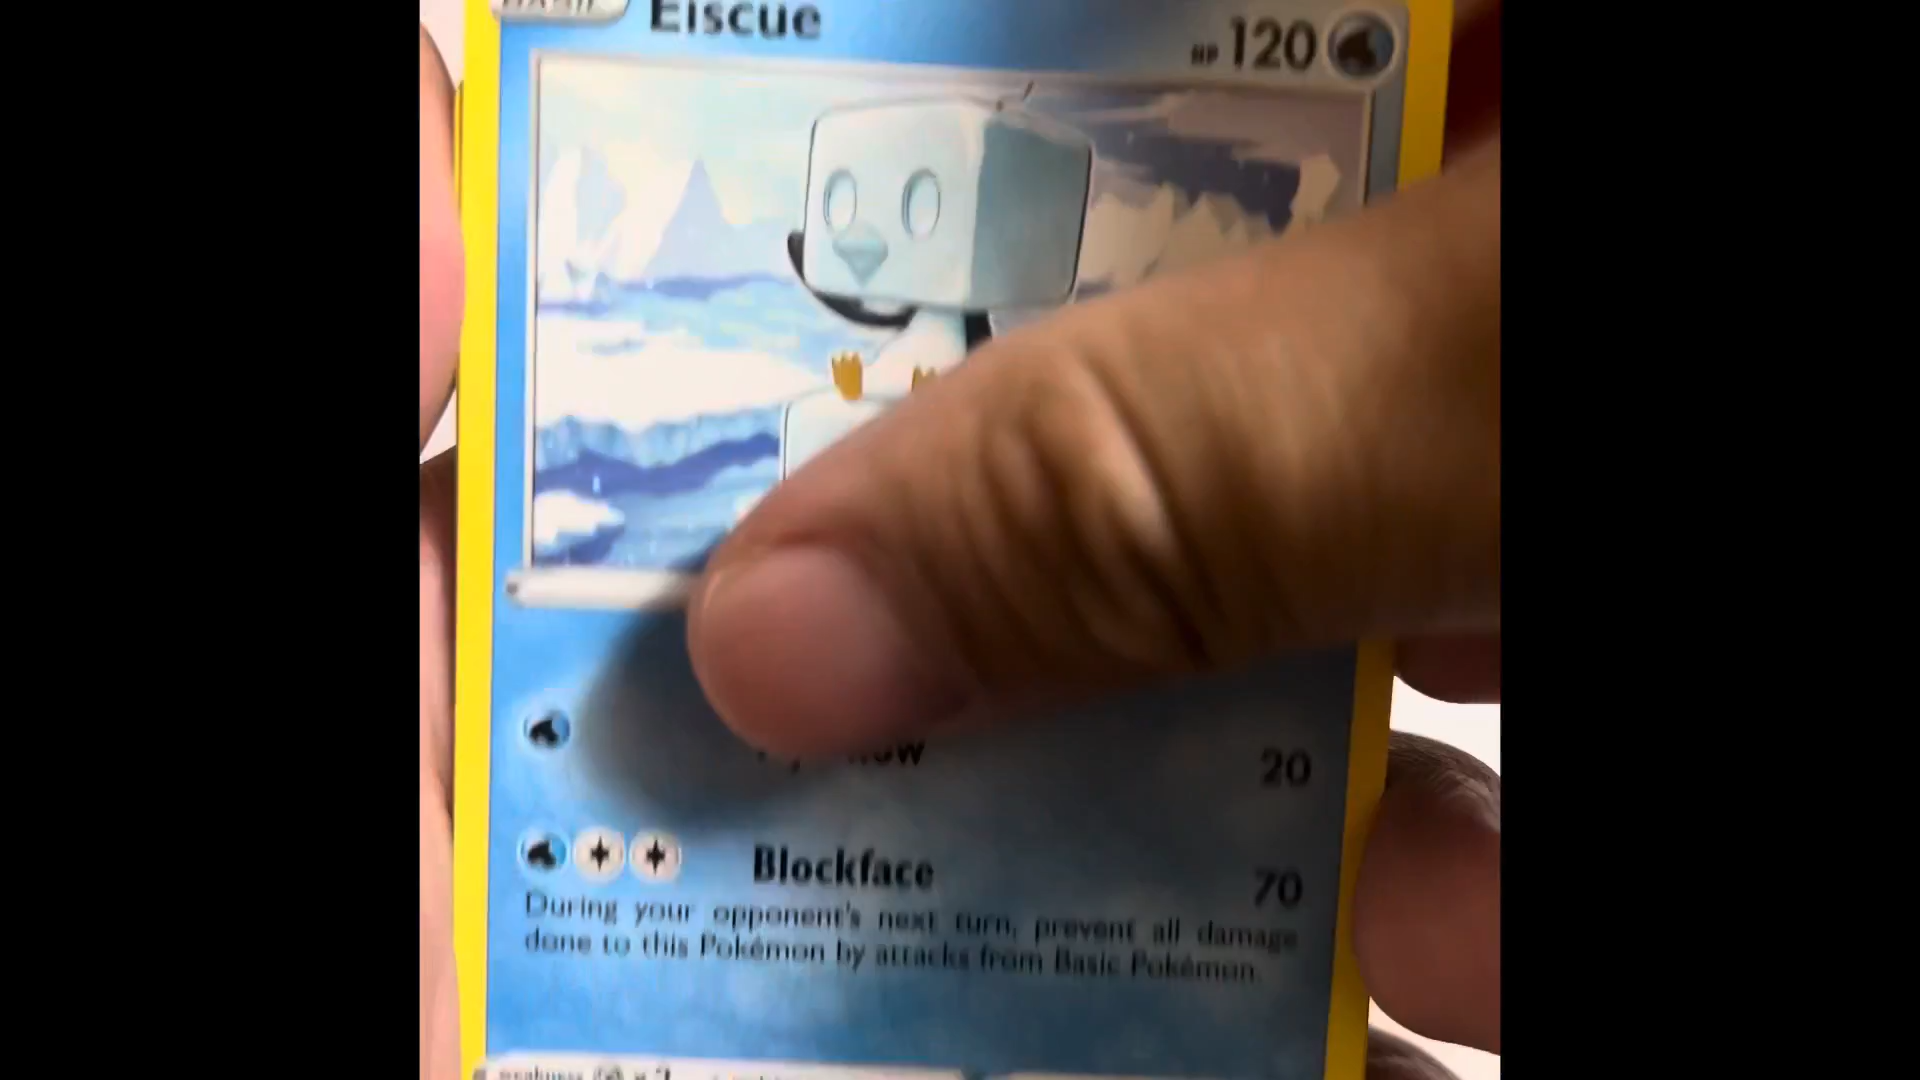 Eiscue
HP 120
20
Blockface
70
During your opponent's next turn, prevent all damage
done to this Pokémon by attacks from Basic Pokémon.
weakness